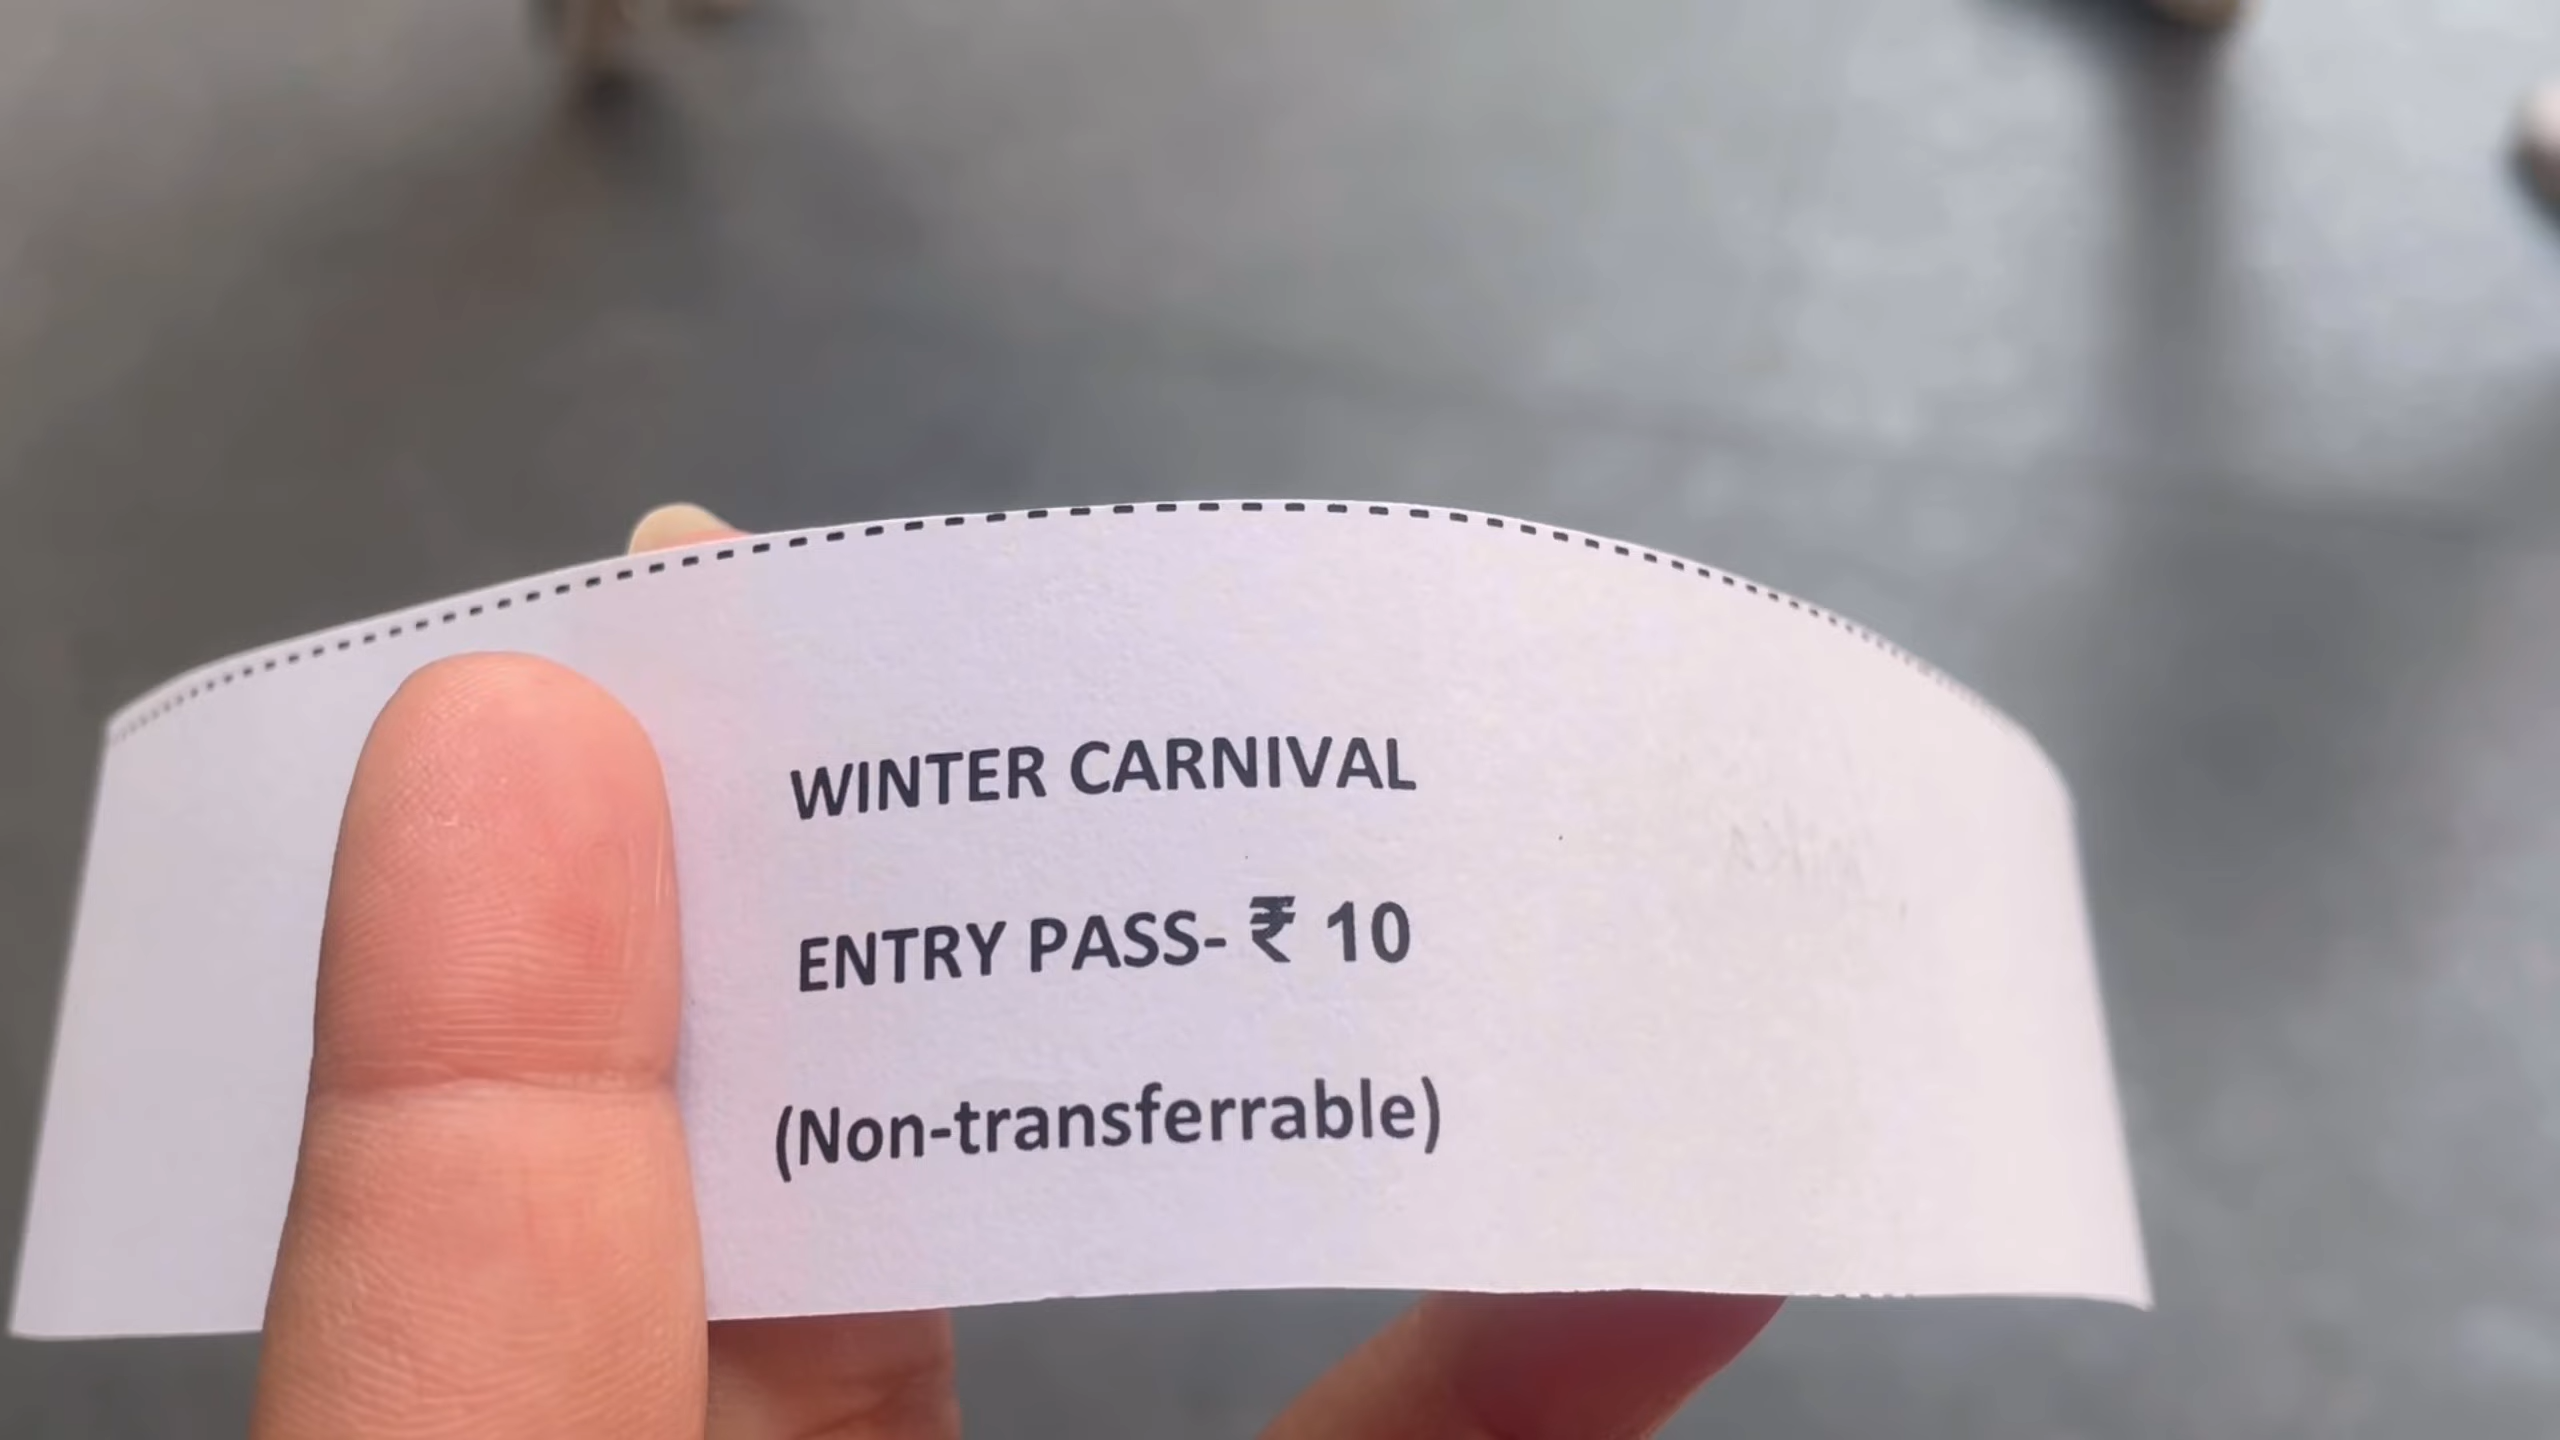 WINTER CARNIVAL
ENTRY PASS- ₹ 10
(Non-transferrable)